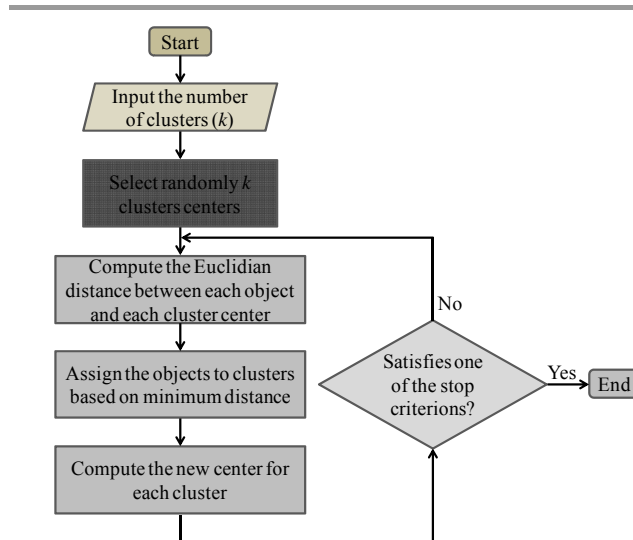 Start
Input the number
of clusters (k)
Select randomly k
clusters centers
Compute the Euclidian
distance between each object
and each cluster center
Assign the objects to clusters
based on minimum distance
Compute the new center for
each cluster
No
Satisfies one
of the stop
criterions?
Yes
End